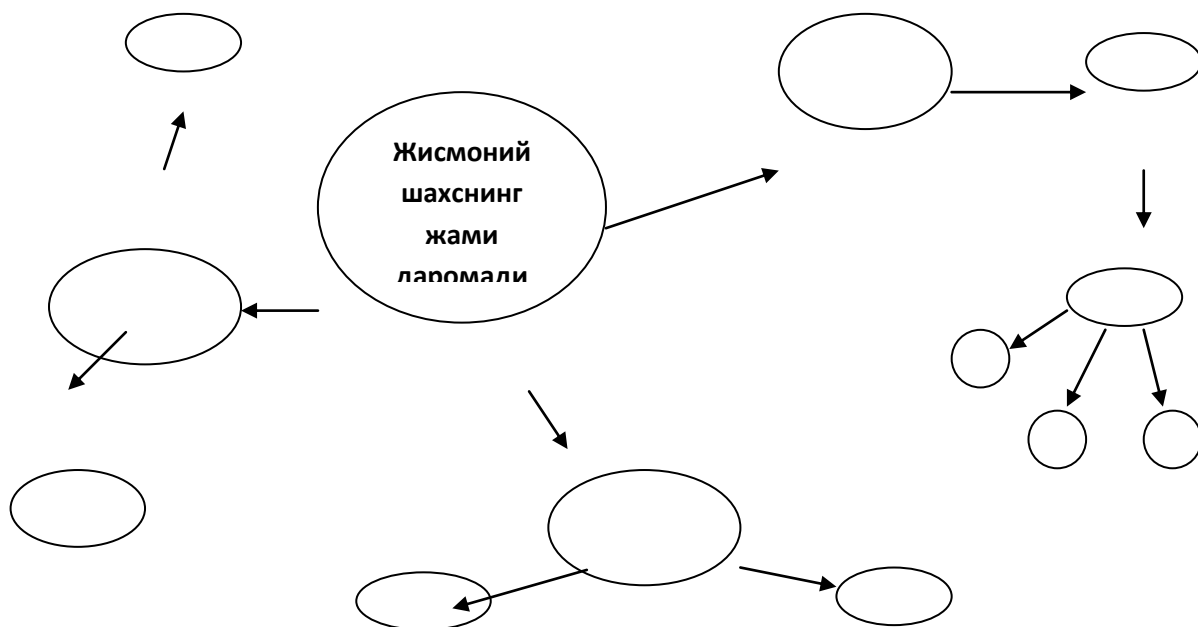 Жисмоний
шахснинг
жами
даромади